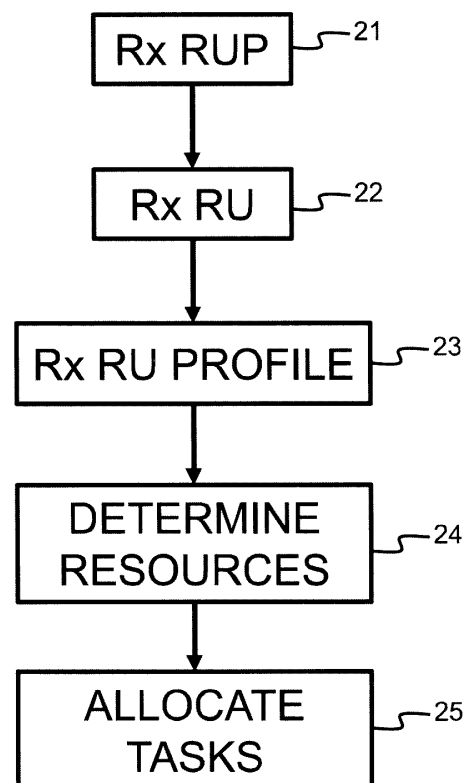 Rx RUP
21
Rx RU
22
Rx RU PROFILE
23
DETERMINE
RESOURCES
24
ALLOCATE
TASKS
25